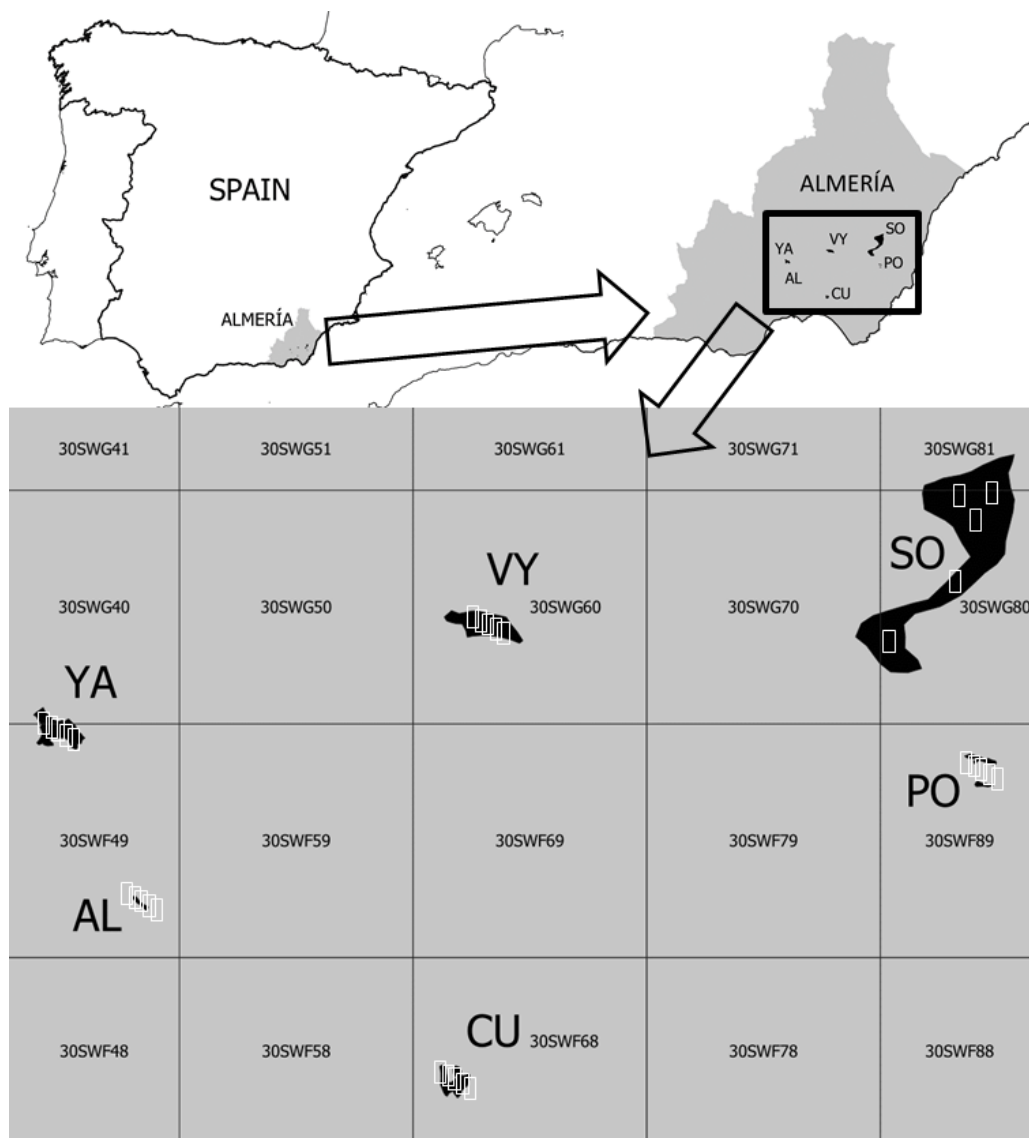 SPAIN
ALMERÍA
ALMERÍA
SO
VY
YA
PO
AL
CU
30SWG41
30SWG51
30SWG61
30SWG71
30SWG81
VY
SO
30SWG40
30SWG50
30SWG60
30SWG70
30SWG80
YA
PO
30SWF49
30SWF59
30SWF69
30SWF79
30SWF89
AL
CU
30SWF48
30SWF58
30SWF68
30SWF78
30SWF88